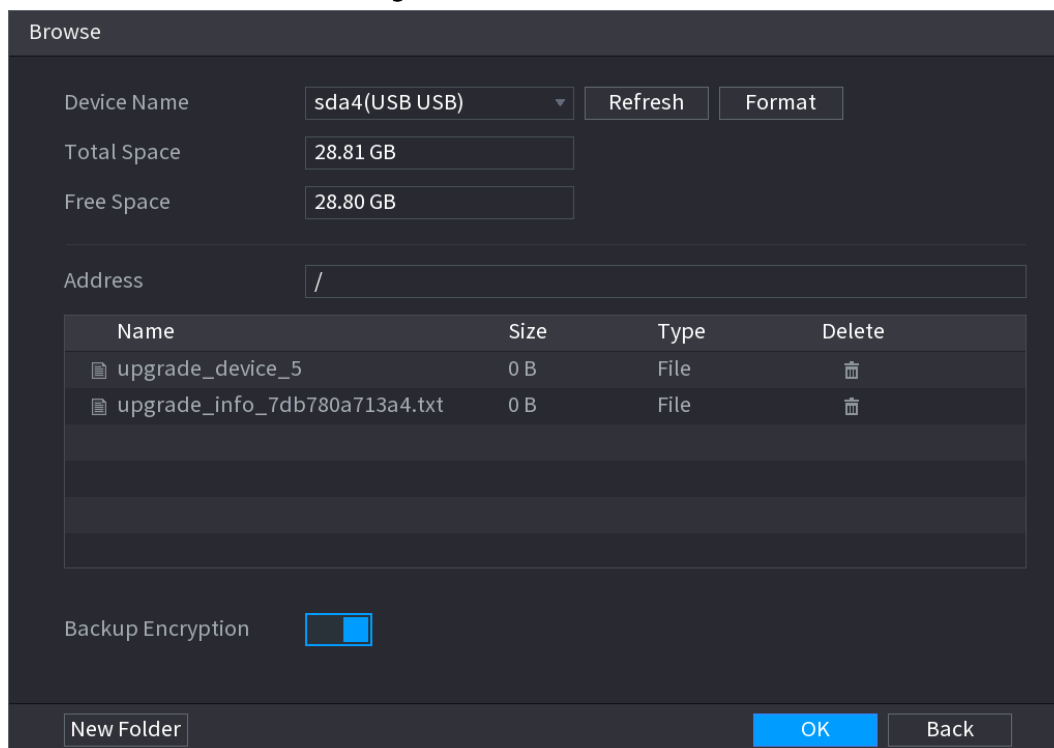 Browse
Device Name sda4(USB USB) Refresh Format
Total Space 28.81 GB
Free Space 28.80 GB
Address /
Name Size Type Delete
upgrade_device_5 0 B File
upgrade_info_7db780a713a4.txt 0 B File
Backup Encryption
New Folder OK Back